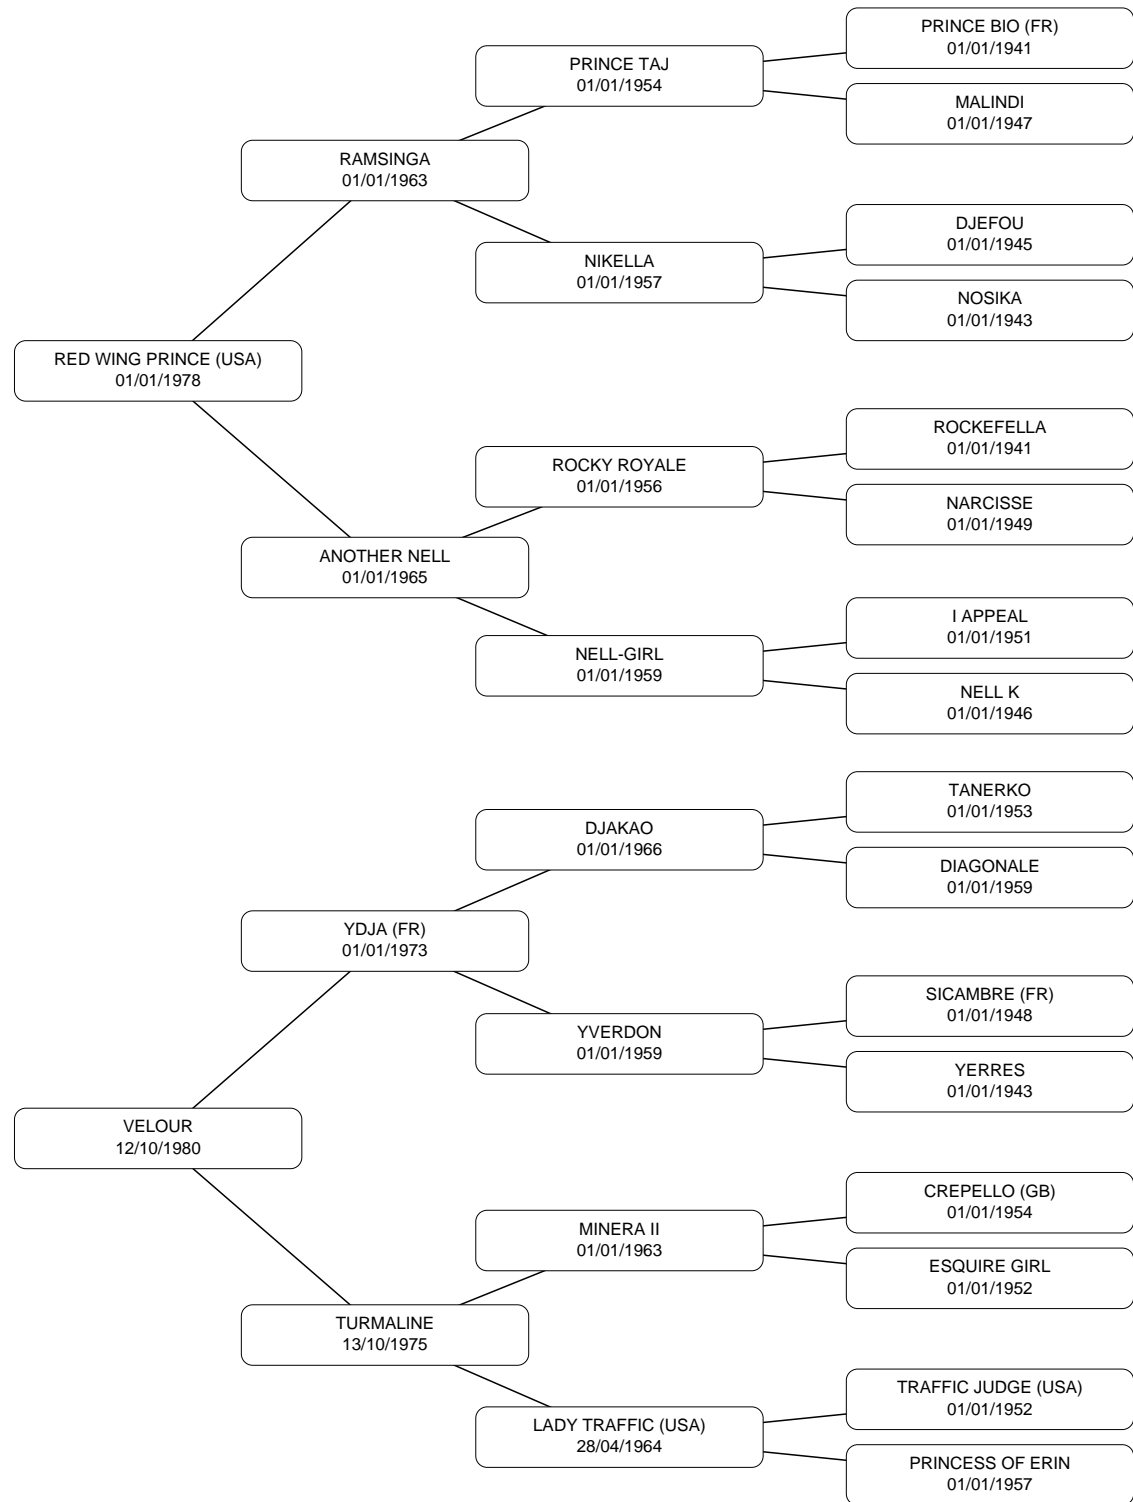 PRINCE BIO (FR)
01/01/1941
PRINCE TAJ
01/01/1954
MALINDI
01/01/1947
RAMSINGA
01/01/1963
DJEFOU
01/01/1945
NIKELLA
01/01/1957
NOSIKA
01/01/1943
RED WING PRINCE (USA)
01/01/1978
ROCKEFELLA
01/01/1941
ROCKY ROYALE
01/01/1956
NARCISSE
01/01/1949
ANOTHER NELL
01/01/1965
I APPEAL
01/01/1951
NELL-GIRL
01/01/1959
NELL K
01/01/1946
TANERKO
01/01/1953
DJAKAO
01/01/1966
DIAGONALE
01/01/1959
YDJA (FR)
01/01/1973
SICAMBRE (FR)
01/01/1948
YVERDON
01/01/1959
YERRES
01/01/1943
VELOUR
12/10/1980
CREPELLO (GB)
01/01/1954
MINERA II
01/01/1963
ESQUIRE GIRL
01/01/1952
TURMALINE
13/10/1975
TRAFFIC JUDGE (USA)
01/01/1952
LADY TRAFFIC (USA)
28/04/1964
PRINCESS OF ERIN
01/01/1957